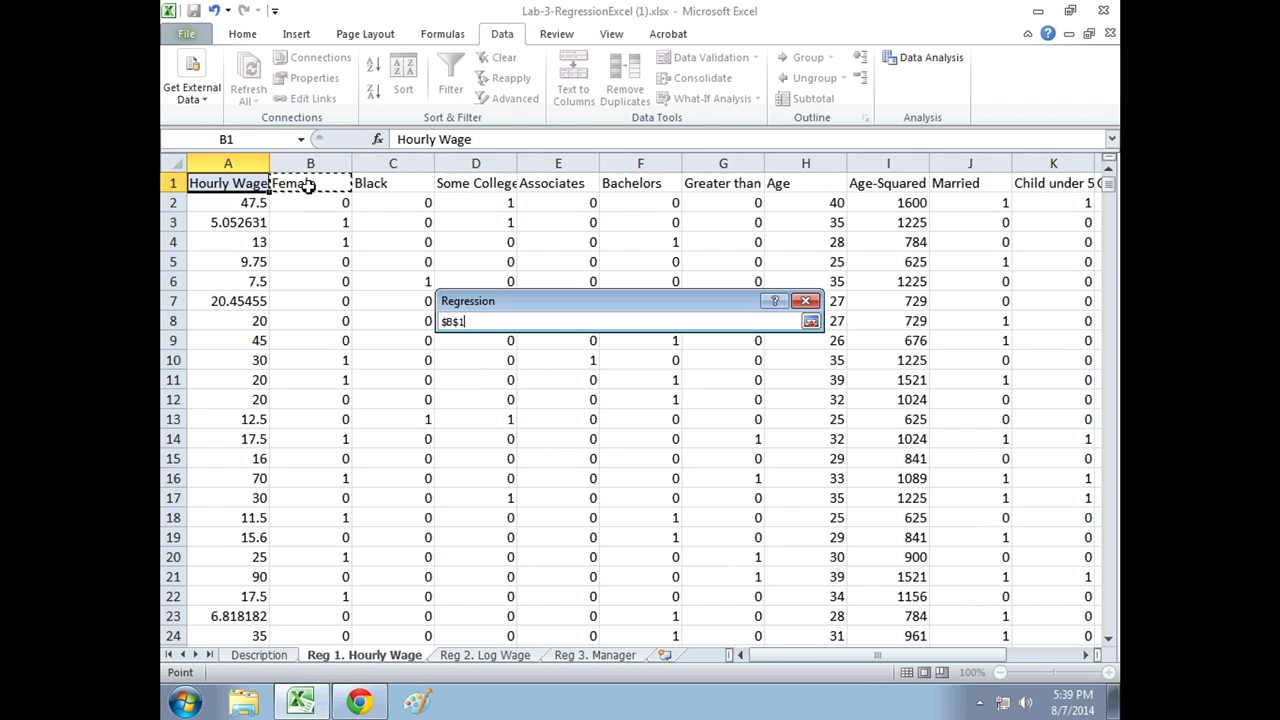 Lab-3-RegressionExcel (1).xlsx - Microsoft Excel
File Home Insert Page Layout Formulas Data Review View Acrobat
Get External Data
Refresh All
Connections
Properties
Edit Links
Connections
Sort
Filter
Clear
Reapply
Advanced
Sort & Filter
Text to Columns
Remove Duplicates
Data Validation
Consolidate
What-If Analysis
Data Tools
Group
Ungroup
Subtotal
Outline
Data Analysis
Analysis
B1 fx Hourly Wage
A B C D E F G H I J K
1 Hourly Wage Female Black Some College Associates Bachelors Greater than Age Age-Squared Married Child under 5
2 47.5 0 0 1 0 0 0 40 1600 1 1
3 5.052631 1 0 1 0 0 0 35 1225 0 0
4 13 1 0 0 0 1 0 28 784 0 0
5 9.75 0 0 0 0 0 0 25 625 1 0
6 7.5 0 1 0 0 0 0 35 1225 0 0
7 20.45455 0 0 27 729 0 0
8 20 0 0 27 729 1 0
9 45 0 0 0 0 1 0 26 676 1 0
10 30 1 0 0 1 0 0 35 1225 0 0
11 20 1 0 0 0 1 0 39 1521 1 0
12 20 0 0 0 0 1 0 32 1024 0 0
13 12.5 0 1 1 0 0 0 25 625 0 0
14 17.5 1 0 0 0 0 1 32 1024 1 0
15 16 0 0 0 0 0 0 29 841 0 0
16 70 1 0 0 0 0 1 33 1089 1 1
17 30 0 0 1 0 0 0 35 1225 1 1
18 11.5 1 0 0 0 1 0 25 625 0 0
19 15.6 0 0 0 0 1 0 29 841 1 0
20 25 1 0 0 0 0 1 30 900 0 0
21 90 0 0 0 0 0 1 39 1521 1 1
22 17.5 1 0 0 0 0 0 34 1156 0 0
23 6.818182 0 0 0 0 1 0 28 784 1 0
24 35 0 0 0 0 1 0 31 961 1 0
Regression
$B$1
Description Reg 1. Hourly Wage Reg 2. Log Wage Reg 3. Manager
Point 100%
5:39 PM
8/7/2014